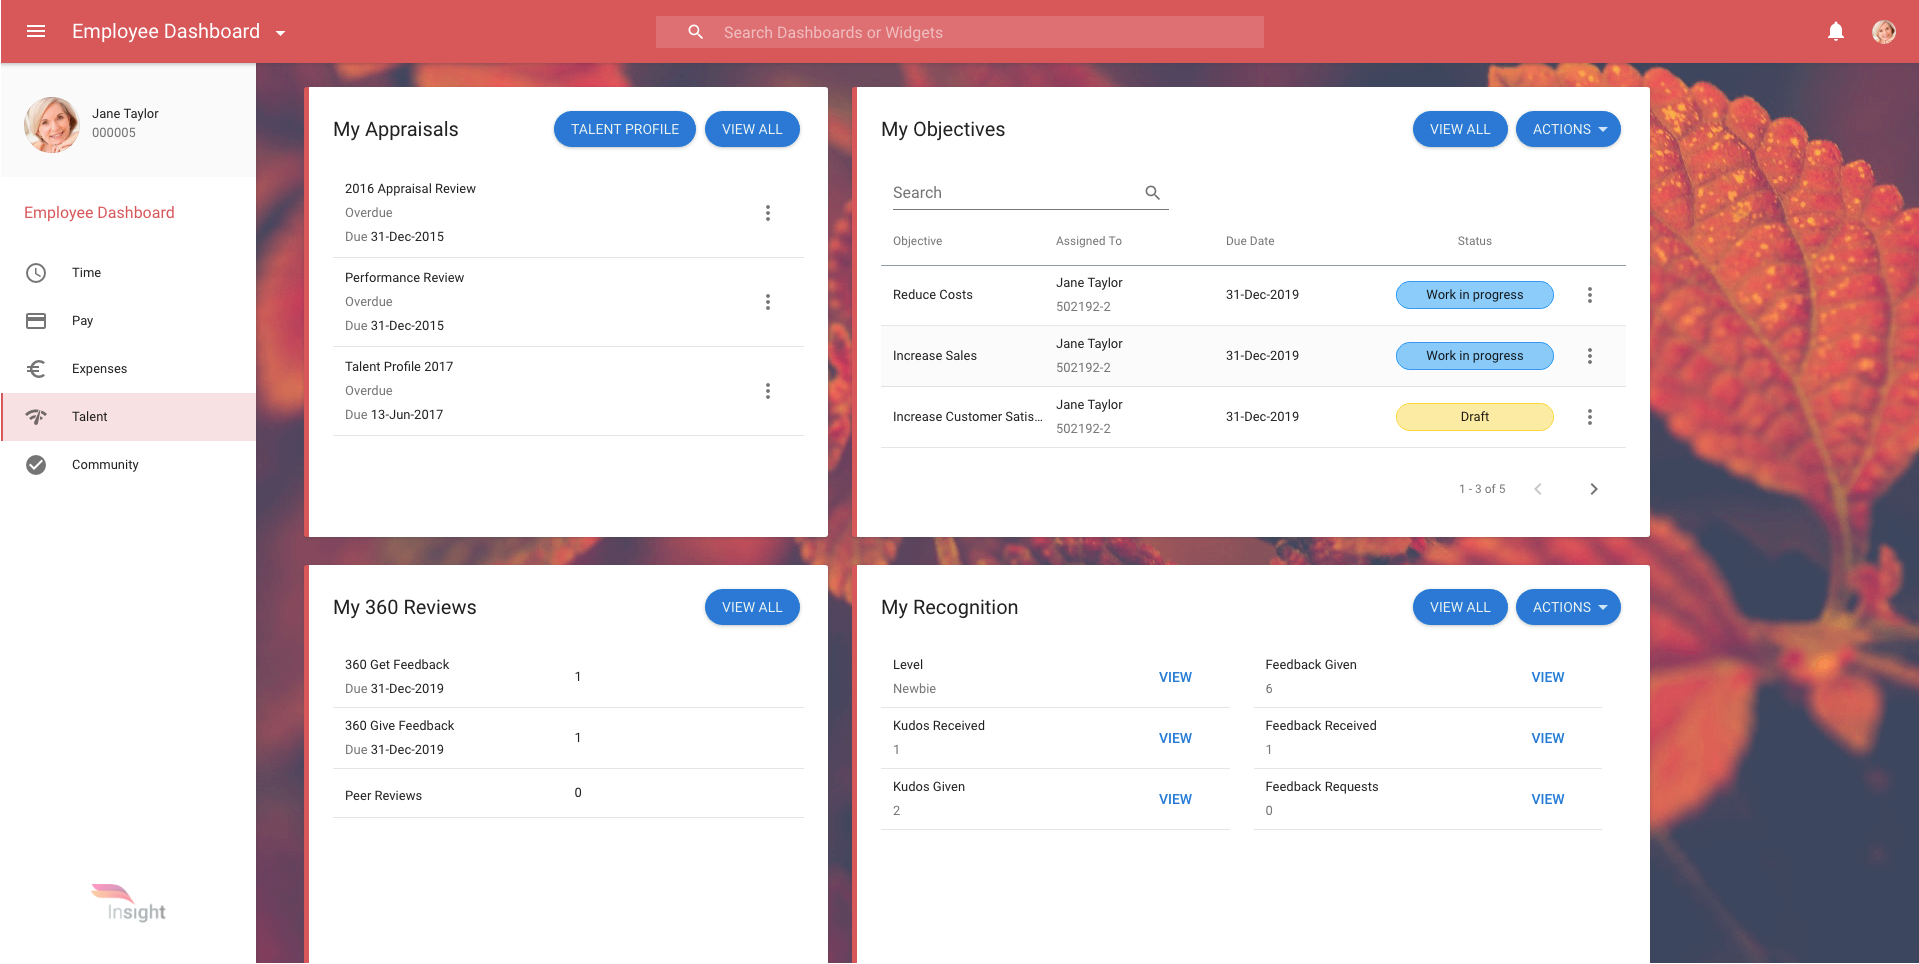 Employee Dashboard
Search Dashboards or Widgets
Jane Taylor
000005
Employee Dashboard
Time
Pay
Expenses
Talent
Community
Insight
My Appraisals
TALENT PROFILE
VIEW ALL
2016 Appraisal Review
Overdue
Due 31-Dec-2015
Performance Review
Overdue
Due 31-Dec-2015
Talent Profile 2017
Overdue
Due 13-Jun-2017
My Objectives
VIEW ALL
ACTIONS
Search
Objective Assigned To Due Date Status
Jane Taylor
Reduce Costs 31-Dec-2019 Work in progress
502192-2
Jane Taylor
Increase Sales 31-Dec-2019 Work in progress
502192-2
Jane Taylor
Increase Customer Satis... 31-Dec-2019 Draft
502192-2
1 - 3 of 5
My 360 Reviews
VIEW ALL
360 Get Feedback
Due 31-Dec-2019
1
360 Give Feedback
Due 31-Dec-2019
1
Peer Reviews 0
My Recognition
VIEW ALL
ACTIONS
Level
Newbie
VIEW
Kudos Received
1
VIEW
Kudos Given
2
VIEW
Feedback Given
6
VIEW
Feedback Received
1
VIEW
Feedback Requests
0
VIEW